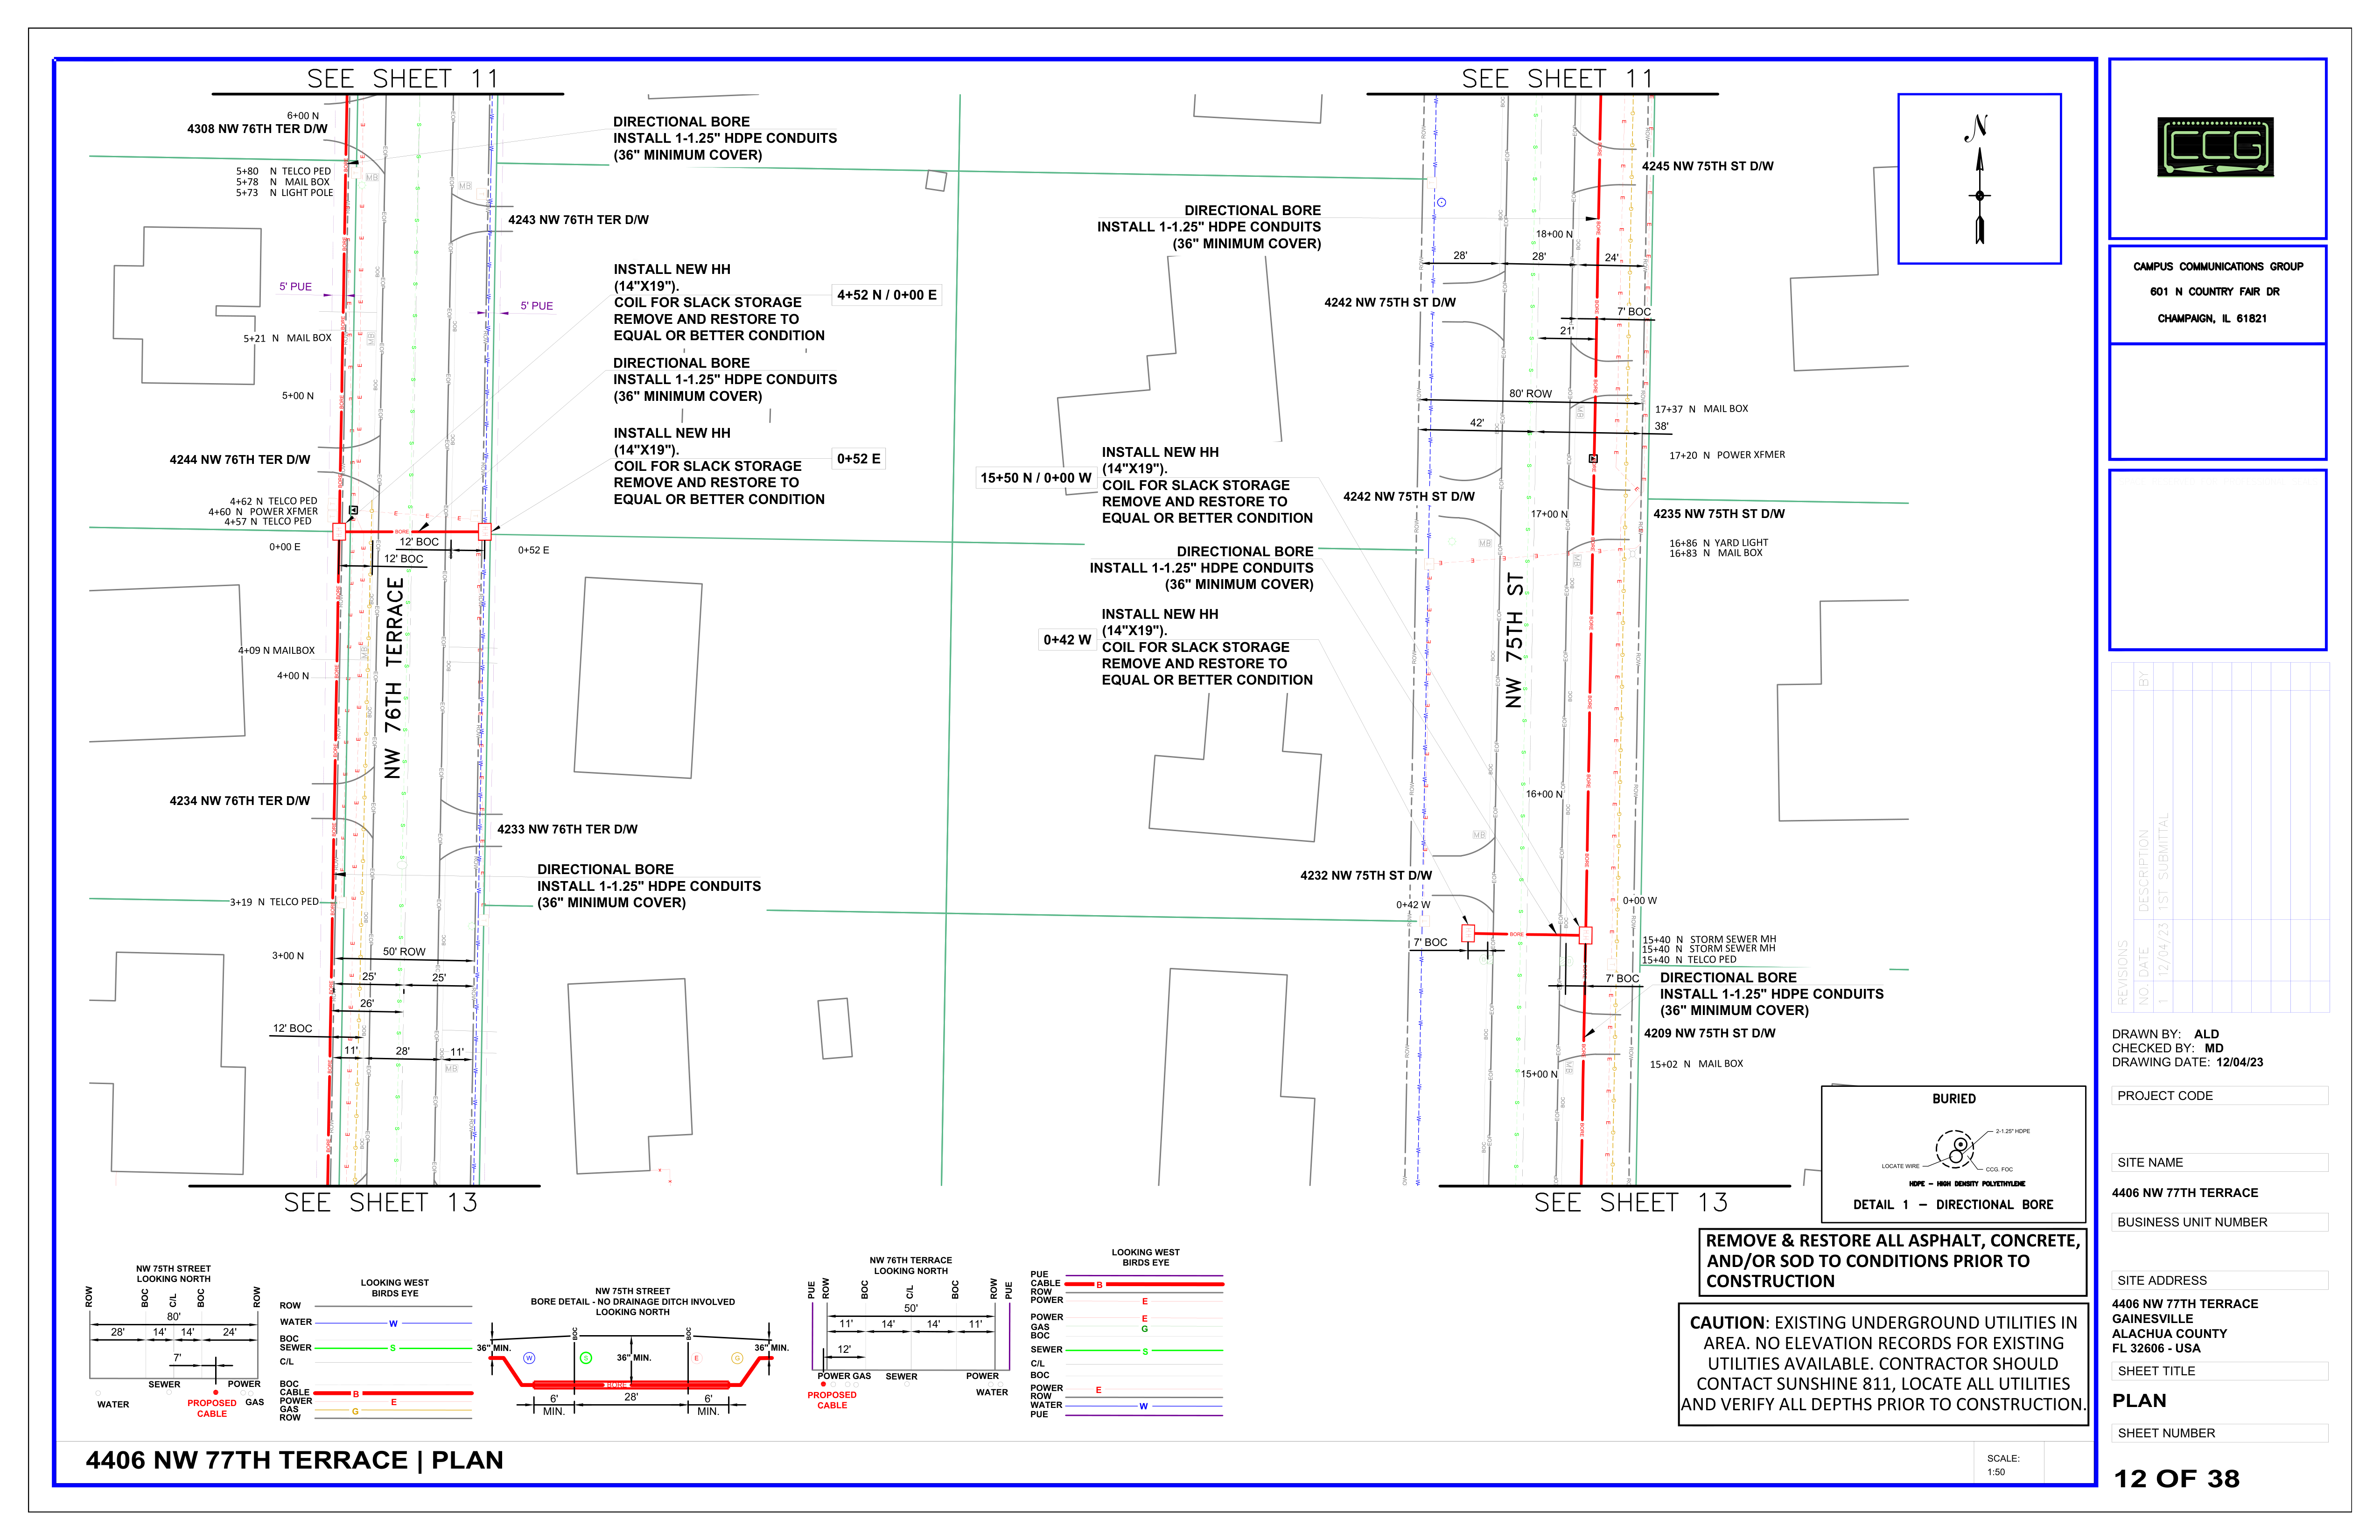 SEE SHEET 11
6+00 N
4308 NW 76TH TER D/W
5+80 N TELCO PED
5+78 N MAIL BOX
5+73 N LIGHT POLE
DIRECTIONAL BORE
INSTALL 1-1.25" HDPE CONDUITS
(36" MINIMUM COVER)
4243 NW 76TH TER D/W
5' PUE
5' PUE
INSTALL NEW HH
(14"X19").
COIL FOR SLACK STORAGE
REMOVE AND RESTORE TO
EQUAL OR BETTER CONDITION
4+52 N / 0+00 E
5+21 N MAIL BOX
DIRECTIONAL BORE
INSTALL 1-1.25" HDPE CONDUITS
(36" MINIMUM COVER)
5+00 N
INSTALL NEW HH
(14"X19").
COIL FOR SLACK STORAGE
REMOVE AND RESTORE TO
EQUAL OR BETTER CONDITION
0+52 E
4244 NW 76TH TER D/W
4+62 N TELCO PED
4+60 N POWER XFMER
4+57 N TELCO PED
0+00 E
12' BOC
12' BOC
0+52 E
NW 76TH TERRACE
4+09 N MAILBOX
4+00 N
4234 NW 76TH TER D/W
4233 NW 76TH TER D/W
DIRECTIONAL BORE
INSTALL 1-1.25" HDPE CONDUITS
(36" MINIMUM COVER)
3+19 N TELCO PED
3+00 N
50' ROW
25'
25'
26'
12' BOC
11'
28'
11'
SEE SHEET 13
SEE SHEET 11
4245 NW 75TH ST D/W
DIRECTIONAL BORE
INSTALL 1-1.25" HDPE CONDUITS
(36" MINIMUM COVER)
18+00 N
28'
28'
24'
4242 NW 75TH ST D/W
7' BOC
21'
80' ROW
17+37 N MAIL BOX
42'
38'
17+20 N POWER XFMER
15+50 N / 0+00 W
INSTALL NEW HH
(14"X19").
COIL FOR SLACK STORAGE
REMOVE AND RESTORE TO
EQUAL OR BETTER CONDITION
4242 NW 75TH ST D/W
17+00 N
4235 NW 75TH ST D/W
16+86 N YARD LIGHT
16+83 N MAIL BOX
DIRECTIONAL BORE
INSTALL 1-1.25" HDPE CONDUITS
(36" MINIMUM COVER)
NW 75TH ST
0+42 W
INSTALL NEW HH
(14"X19").
COIL FOR SLACK STORAGE
REMOVE AND RESTORE TO
EQUAL OR BETTER CONDITION
16+00 N
4232 NW 75TH ST D/W
0+42 W
0+00 W
BORE
7' BOC
15+40 N STORM SEWER MH
15+40 N STORM SEWER MH
15+40 N TELCO PED
7' BOC
DIRECTIONAL BORE
INSTALL 1-1.25" HDPE CONDUITS
(36" MINIMUM COVER)
4209 NW 75TH ST D/W
15+02 N MAIL BOX
15+00 N
SEE SHEET 13
N
BURIED
2-1.25" HDPE
LOCATE WIRE
CCG. FOC
HDPE – HIGH DENSITY POLYETHYLENE
DETAIL 1 – DIRECTIONAL BORE
REMOVE & RESTORE ALL ASPHALT, CONCRETE,
AND/OR SOD TO CONDITIONS PRIOR TO
CONSTRUCTION
CAUTION: EXISTING UNDERGROUND UTILITIES IN
AREA. NO ELEVATION RECORDS FOR EXISTING
UTILITIES AVAILABLE. CONTRACTOR SHOULD
CONTACT SUNSHINE 811, LOCATE ALL UTILITIES
AND VERIFY ALL DEPTHS PRIOR TO CONSTRUCTION.
NW 75TH STREET
LOOKING NORTH
ROW
BOC
C/L
BOC
ROW
80'
28'
14'
14'
24'
7'
SEWER
POWER
WATER
PROPOSED
CABLE
GAS
LOOKING WEST
BIRDS EYE
ROW
WATER W
BOC
SEWER S
C/L
BOC
CABLE B
POWER E
GAS G
ROW
NW 75TH STREET
BORE DETAIL - NO DRAINAGE DITCH INVOLVED
LOOKING NORTH
BOC
BOC
36" MIN.
36" MIN.
36" MIN.
W
S
E
G
BORE
6'
MIN.
28'
6'
MIN.
NW 76TH TERRACE
LOOKING NORTH
PUE
ROW
BOC
C/L
BOC
ROW
PUE
50'
11'
14'
14'
11'
12'
POWER GAS
SEWER
POWER
PROPOSED
CABLE
WATER
LOOKING WEST
BIRDS EYE
PUE
CABLE B
ROW
POWER E
POWER E
GAS G
BOC
SEWER S
C/L
BOC
POWER E
ROW
WATER W
PUE
4406 NW 77TH TERRACE | PLAN
SCALE:
1:50
CCG
CAMPUS COMMUNICATIONS GROUP
601 N COUNTRY FAIR DR
CHAMPAIGN, IL 61821
REVISIONS
NO. DATE DESCRIPTION BY
1 12/04/23 1ST SUBMITTAL
DRAWN BY: ALD
CHECKED BY: MD
DRAWING DATE: 12/04/23
PROJECT CODE
SITE NAME
4406 NW 77TH TERRACE
BUSINESS UNIT NUMBER
SITE ADDRESS
4406 NW 77TH TERRACE
GAINESVILLE
ALACHUA COUNTY
FL 32606 - USA
SHEET TITLE
PLAN
SHEET NUMBER
12 OF 38